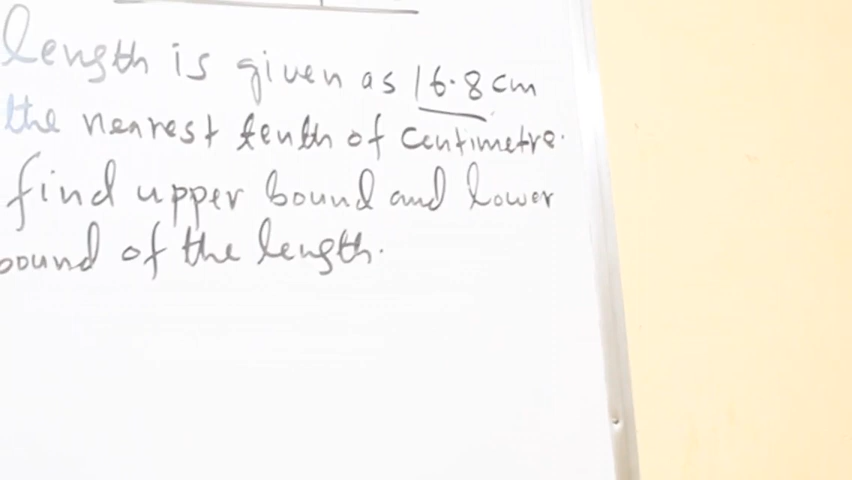 length is given as 16.8 cm
the nearest tenth of centimetre.
find upper bound and lower
bound of the length.